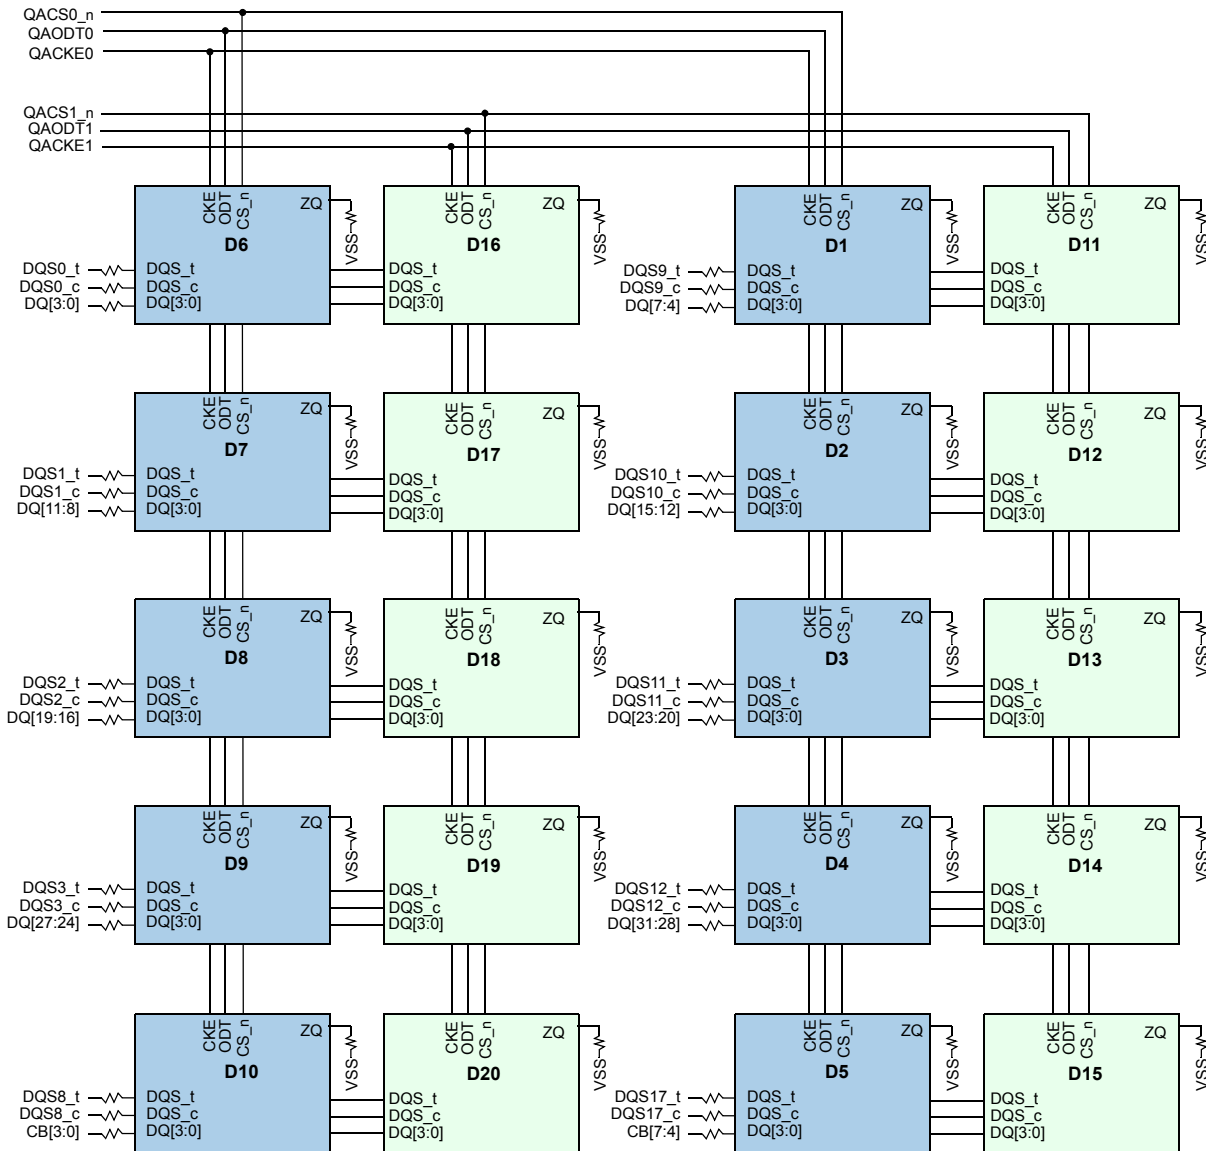 QACS0_n
QAODT0
QACKE0
QACS1_n
QAODT1
QACKE1
CKE ODT CS_n ZQ VSS
D6
DQS0_t DQS_t
DQS0_c DQS_c
DQ[3:0] DQ[3:0]
CKE ODT CS_n ZQ VSS
D16
DQS_t
DQS_c
DQ[3:0]
CKE ODT CS_n ZQ VSS
D1
DQS9_t DQS_t
DQS9_c DQS_c
DQ[7:4] DQ[3:0]
CKE ODT CS_n ZQ VSS
D11
DQS_t
DQS_c
DQ[3:0]
CKE ODT CS_n ZQ VSS
D7
DQS1_t DQS_t
DQS1_c DQS_c
DQ[11:8] DQ[3:0]
CKE ODT CS_n ZQ VSS
D17
DQS_t
DQS_c
DQ[3:0]
CKE ODT CS_n ZQ VSS
D2
DQS10_t DQS_t
DQS10_c DQS_c
DQ[15:12] DQ[3:0]
CKE ODT CS_n ZQ VSS
D12
DQS_t
DQS_c
DQ[3:0]
CKE ODT CS_n ZQ VSS
D8
DQS2_t DQS_t
DQS2_c DQS_c
DQ[19:16] DQ[3:0]
CKE ODT CS_n ZQ VSS
D18
DQS_t
DQS_c
DQ[3:0]
CKE ODT CS_n ZQ VSS
D3
DQS11_t DQS_t
DQS11_c DQS_c
DQ[23:20] DQ[3:0]
CKE ODT CS_n ZQ VSS
D13
DQS_t
DQS_c
DQ[3:0]
CKE ODT CS_n ZQ VSS
D9
DQS3_t DQS_t
DQS3_c DQS_c
DQ[27:24] DQ[3:0]
CKE ODT CS_n ZQ VSS
D19
DQS_t
DQS_c
DQ[3:0]
CKE ODT CS_n ZQ VSS
D4
DQS12_t DQS_t
DQS12_c DQS_c
DQ[31:28] DQ[3:0]
CKE ODT CS_n ZQ VSS
D14
DQS_t
DQS_c
DQ[3:0]
CKE ODT CS_n ZQ VSS
D10
DQS8_t DQS_t
DQS8_c DQS_c
CB[3:0] DQ[3:0]
CKE ODT CS_n ZQ VSS
D20
DQS_t
DQS_c
DQ[3:0]
CKE ODT CS_n ZQ VSS
D5
DQS17_t DQS_t
DQS17_c DQS_c
CB[7:4] DQ[3:0]
CKE ODT CS_n ZQ VSS
D15
DQS_t
DQS_c
DQ[3:0]